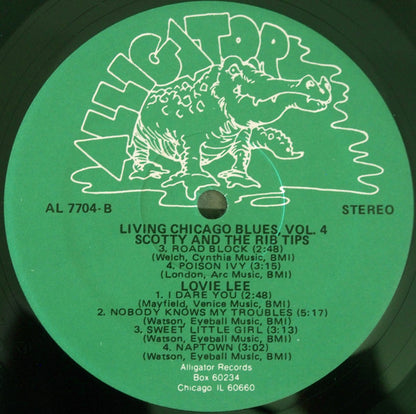 ALLIGATOR
AL 7704-B
STEREO
LIVING CHICAGO BLUES, VOL. 4
SCOTTY AND THE RIB TIPS
3. ROAD BLOCK (2:48)
(Welch, Cynthia Music, BMI)
4. POISON IVY (3:15)
(London, Arc Music, BMI)
LOVIE LEE
1. I DARE YOU (2:48)
(Mayfield, Venice Music, BMI)
2. NOBODY KNOWS MY TROUBLES (5:17)
(Watson, Eyeball Music, BMI)
3. SWEET LITTLE GIRL (3:13)
(Watson, Eyeball Music, BMI)
4. NAPTOWN (3:02)
(Watson, Eyeball Music, BMI)
Alligator Records
Box 60234
Chicago IL 60660